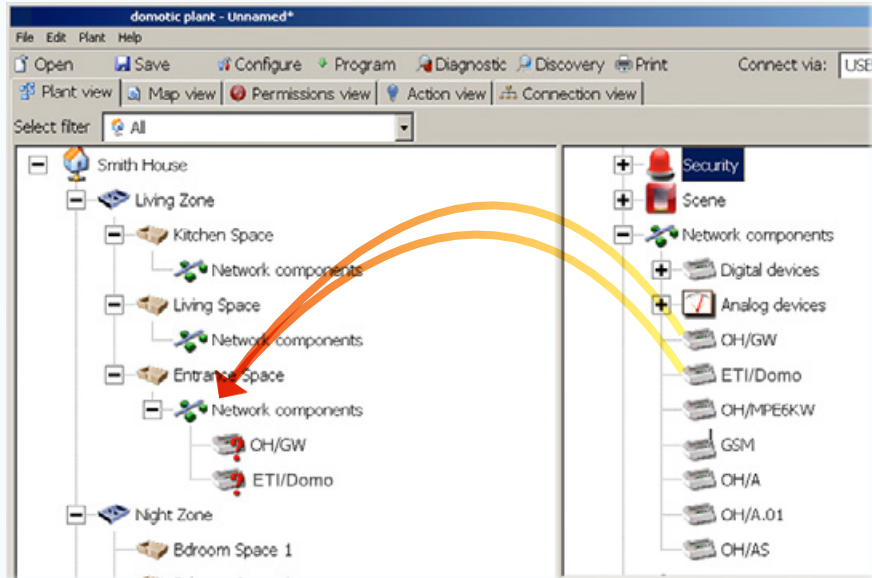 domotic plant - Unnamed*
File Edit Plant Help
Open Save Configure Program Diagnostic Discovery Print Connect via: USB
Plant view Map view Permissions view Action view Connection view
Select filter All
Smith House
Living Zone
Kitchen Space
Network components
Living Space
Network components
Entrance Space
Network components
OH/GW
ETI/Domo
Night Zone
Bdroom Space 1
Security
Scene
Network components
Digital devices
Analog devices
OH/GW
ETI/Domo
OH/MPE6KW
GSM
OH/A
OH/A.01
OH/AS